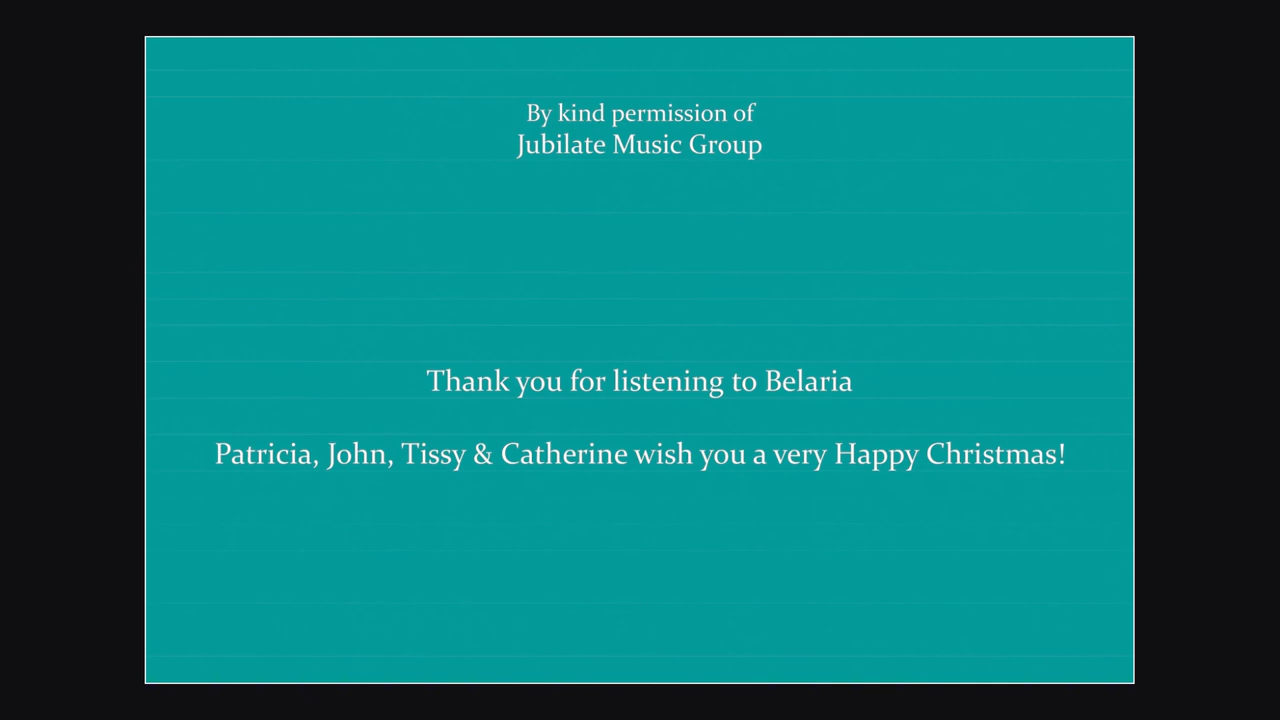 By kind permission of
Jubilate Music Group
Thank you for listening to Belaria
Patricia, John, Tissy & Catherine wish you a very Happy Christmas!